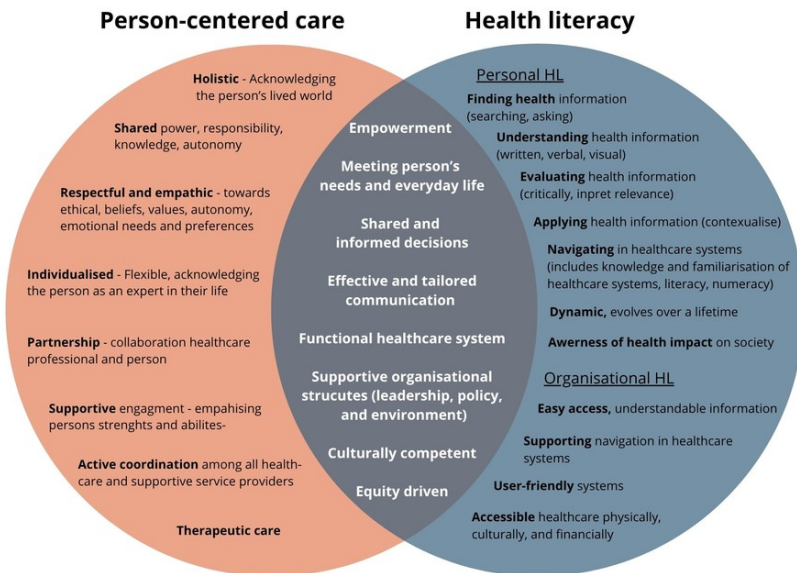 Person-centered care
Holistic - Acknowledging
the person's lived world
Shared power, responsibility,
knowledge, autonomy
Respectful and empathic - towards
ethical, beliefs, values, autonomy,
emotional needs and preferences
Individualised - Flexible, acknowledging
the person as an expert in their life
Partnership - collaboration healthcare
professional and person
Supportive engagment - empahising
persons strenghts and abilites-
Active coordination among all health-
care and supportive service providers
Therapeutic care
Empowerment
Meeting person's
needs and everyday life
Shared and
informed decisions
Effective and tailored
communication
Functional healthcare system
Supportive organisational
strucutes (leadership, policy,
and environment)
Culturally competent
Equity driven
Health literacy
Personal HL
Finding health information
(searching, asking)
Understanding health information
(written, verbal, visual)
Evaluating health information
(critically, inpret relevance)
Applying health information (contexualise)
Navigating in healthcare systems
(includes knowledge and familiarisation of
healthcare systems, literacy, numeracy)
Dynamic, evolves over a lifetime
Awerness of health impact on society
Organisational HL
Easy access, understandable information
Supporting navigation in healthcare
systems
User-friendly systems
Accessible healthcare physically,
culturally, and financially